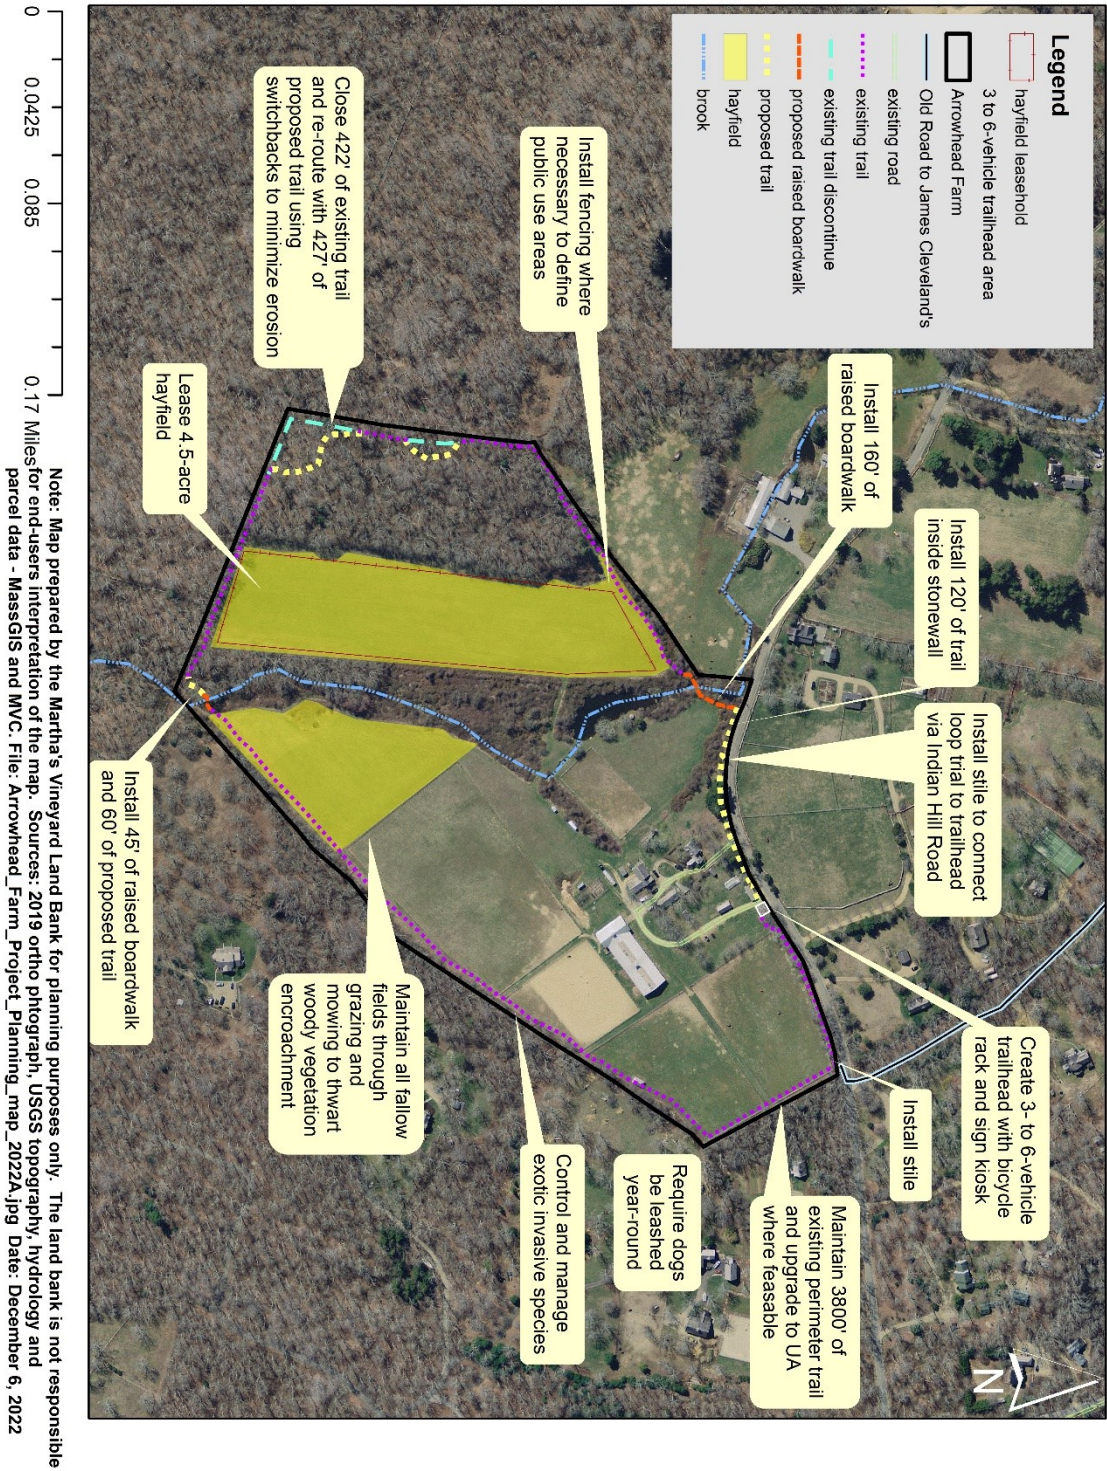 Legend
hayfield leasehold
3 to 6-vehicle trailhead area
Arrowhead Farm
Old Road to James Cleveland's
existing road
existing trail
existing trail discontinue
proposed raised boardwalk
proposed trail
hayfield
brook
Install 160' of
raised boardwalk
Install 120' of trail
inside stonewall
Install stile to connect
loop trial to trailhead
via Indian Hill Road
Create 3- to 6-vehicle
trailhead with bicycle
rack and sign kiosk
Install stile
Maintain 3800' of
existing perimeter trail
and upgrade to UA
where feasable
Require dogs
be leashed
year-round
Control and manage
exotic invasive species
Maintain all fallow
fields through
grazing and
mowing to thwart
woody vegetation
encroachment
Install 45' of raised boardwalk
and 60' of proposed trail
Install fencing where
necessary to define
public use areas
Close 422' of existing trail
and re-route with 427' of
proposed trail using
switchbacks to minimize erosion
Lease 4.5-acre
hayfield
N
0 0.0425 0.085 0.17 Miles
Note: Map prepared by the Martha's Vineyard Land Bank for planning purposes only. The land bank is not responsible
for end-users interpretation of the map. Sources: 2019 ortho phtograph, USGS topography, hydrology and
parcel data - MassGIS and MVC. File: Arrowhead_Farm_Project_Planning_map_2022A.jpg Date: December 6, 2022